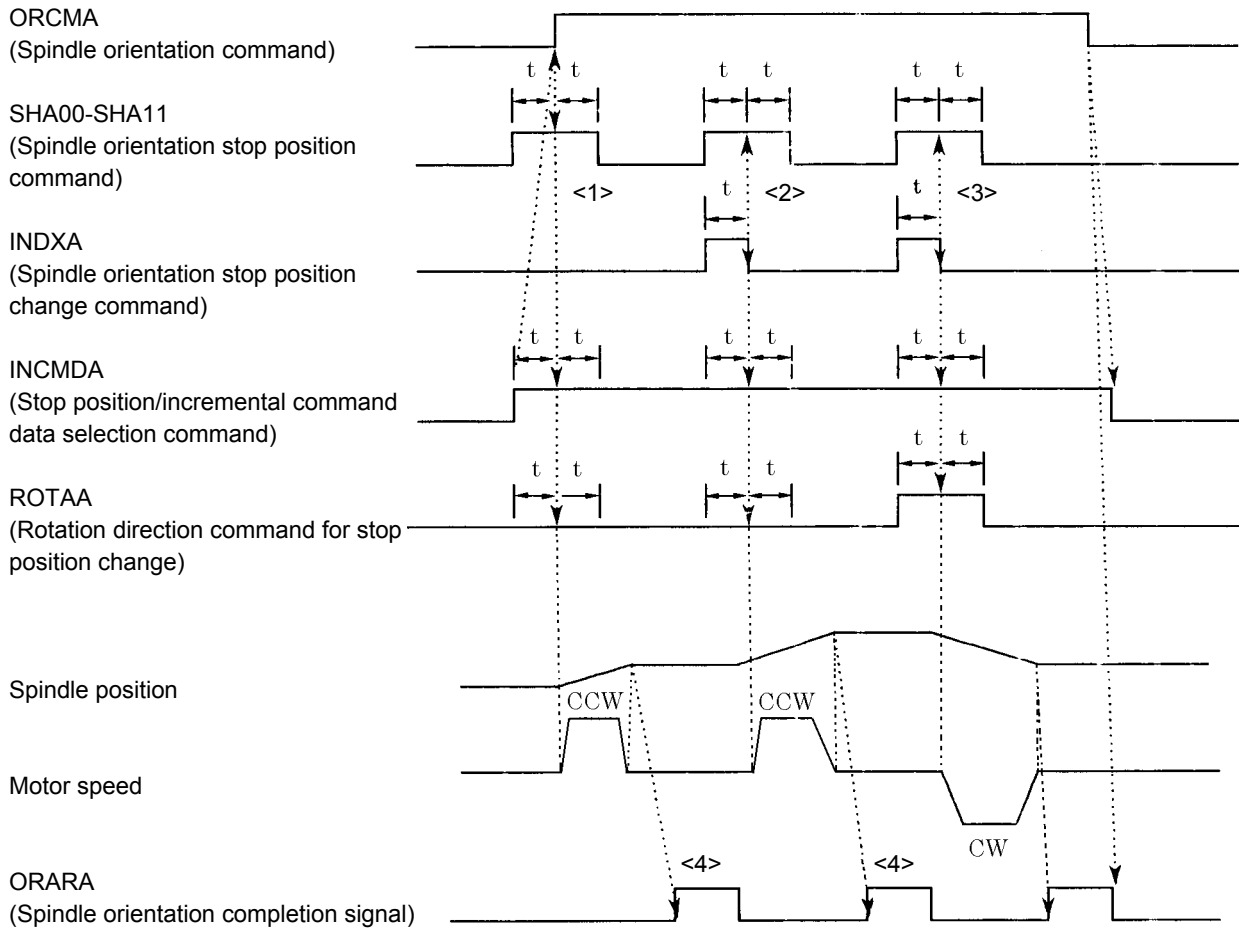 ORCMA
(Spindle orientation command)
t t t t t t
SHA00-SHA11
(Spindle orientation stop position
command)
<1> t <2> t <3>
INDXA
(Spindle orientation stop position
change command)
t t t t t t
INCMDA
(Stop position/incremental command
data selection command)
t t
t t t t
ROTAA
(Rotation direction command for stop
position change)
Spindle position
CCW CCW
Motor speed
CW
<4> <4>
ORARA
(Spindle orientation completion signal)